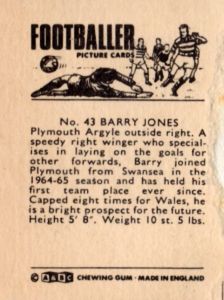 FOOTBALLER
PICTURE CARDS
No. 43 BARRY JONES
Plymouth Argyle outside right. A
speedy right winger who special-
ises in laying on the goals for
other forwards, Barry joined
Plymouth from Swansea in the
1964-65 season and has held his
first team place ever since.
Capped eight times for Wales, he
is a bright prospect for the future.
Height 5' 8". Weight 10 st. 5 lbs.
© A&BC CHEWING GUM · MADE IN ENGLAND